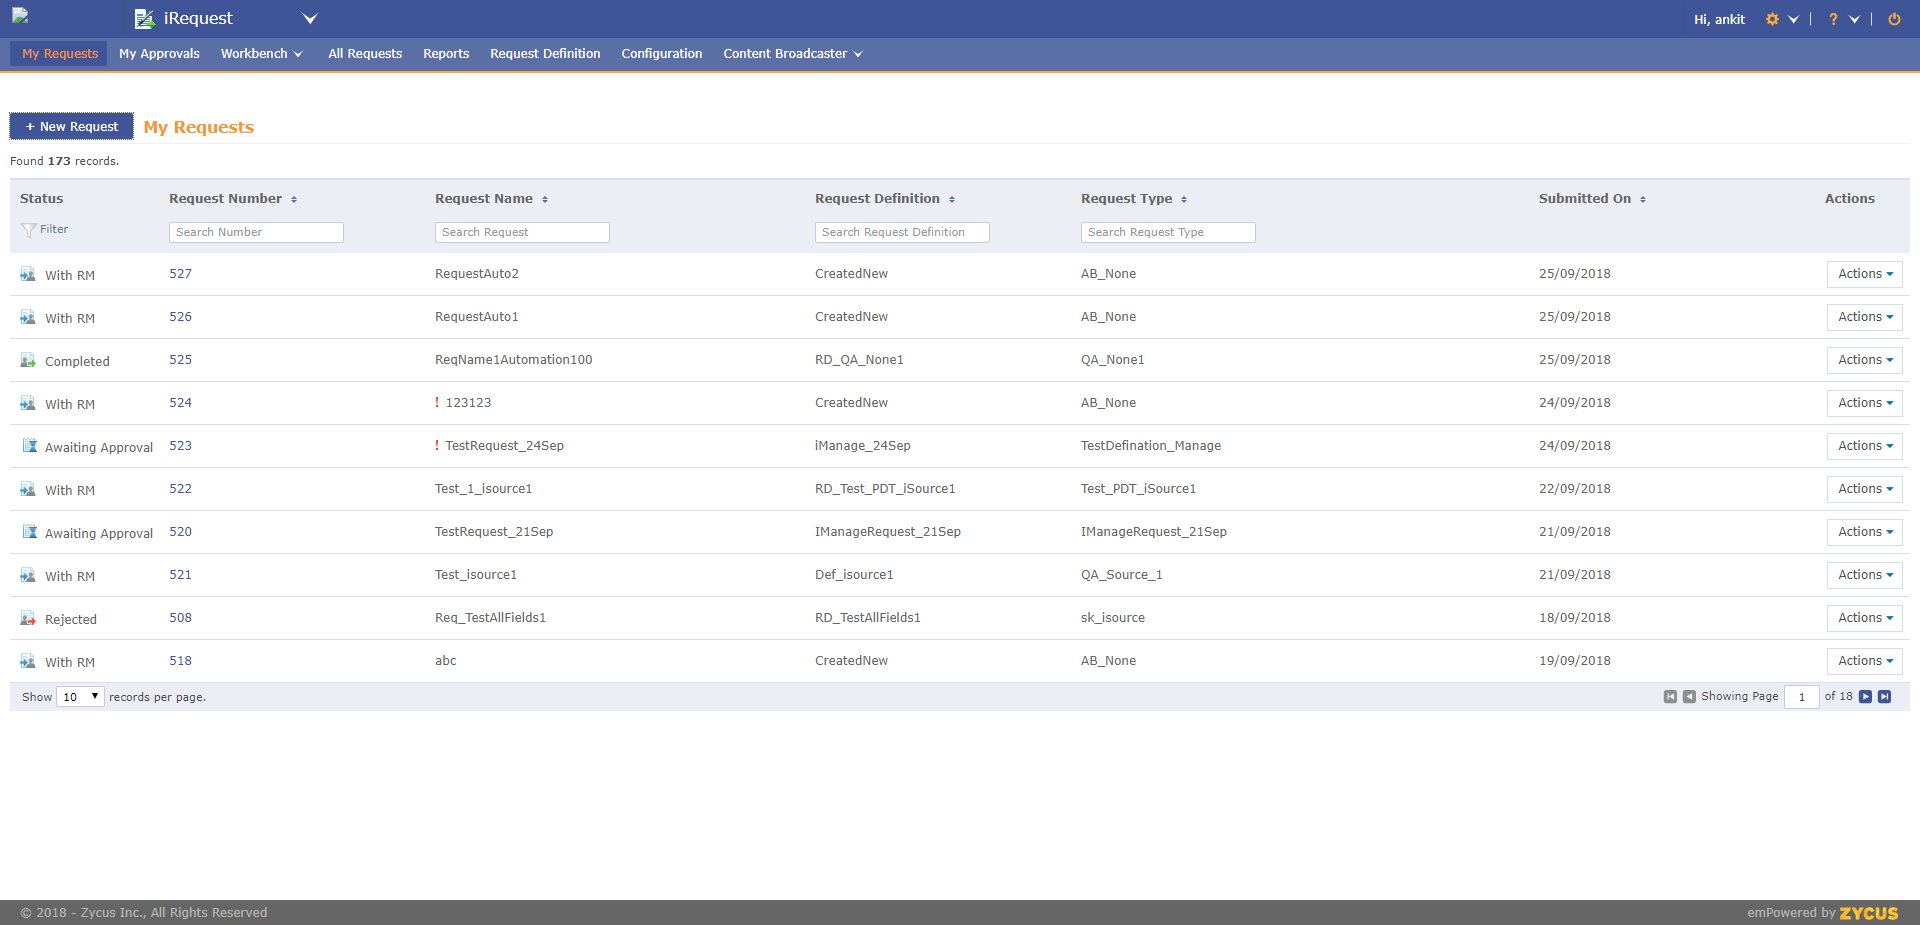 iRequest
Hi, ankit
?
My Requests My Approvals Workbench All Requests Reports Request Definition Configuration Content Broadcaster
+ New Request My Requests
Found 173 records.
Status Request Number Request Name Request Definition Request Type Submitted On Actions
Filter Search Number Search Request Search Request Definition Search Request Type
With RM 527 RequestAuto2 CreatedNew AB_None 25/09/2018 Actions
With RM 526 RequestAuto1 CreatedNew AB_None 25/09/2018 Actions
Completed 525 ReqName1Automation100 RD_QA_None1 QA_None1 25/09/2018 Actions
With RM 524 ! 123123 CreatedNew AB_None 24/09/2018 Actions
Awaiting Approval 523 ! TestRequest_24Sep iManage_24Sep TestDefination_Manage 24/09/2018 Actions
With RM 522 Test_1_isource1 RD_Test_PDT_iSource1 Test_PDT_iSource1 22/09/2018 Actions
Awaiting Approval 520 TestRequest_21Sep IManageRequest_21Sep IManageRequest_21Sep 21/09/2018 Actions
With RM 521 Test_isource1 Def_isource1 QA_Source_1 21/09/2018 Actions
Rejected 508 Req_TestAllFields1 RD_TestAllFields1 sk_isource 18/09/2018 Actions
With RM 518 abc CreatedNew AB_None 19/09/2018 Actions
Show 10 records per page. Showing Page 1 of 18
© 2018 - Zycus Inc., All Rights Reserved emPowered by ZYCUS